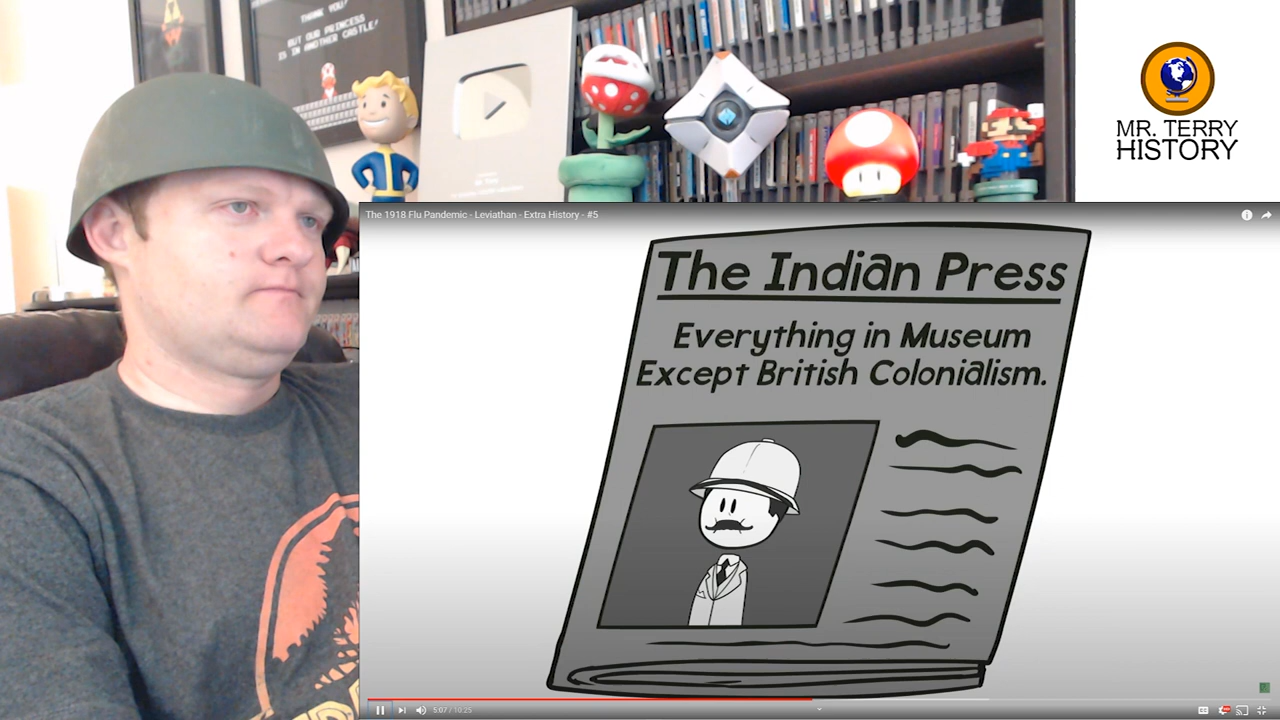 THANK YOU!
BUT OUR PRINCESS
IS IN ANOTHER CASTLE!
MR. TERRY
HISTORY
The 1918 Flu Pandemic - Leviathan - Extra History - #5
The Indian Press
Everything in Museum
Except British Colonialism.
5:07 / 10:25